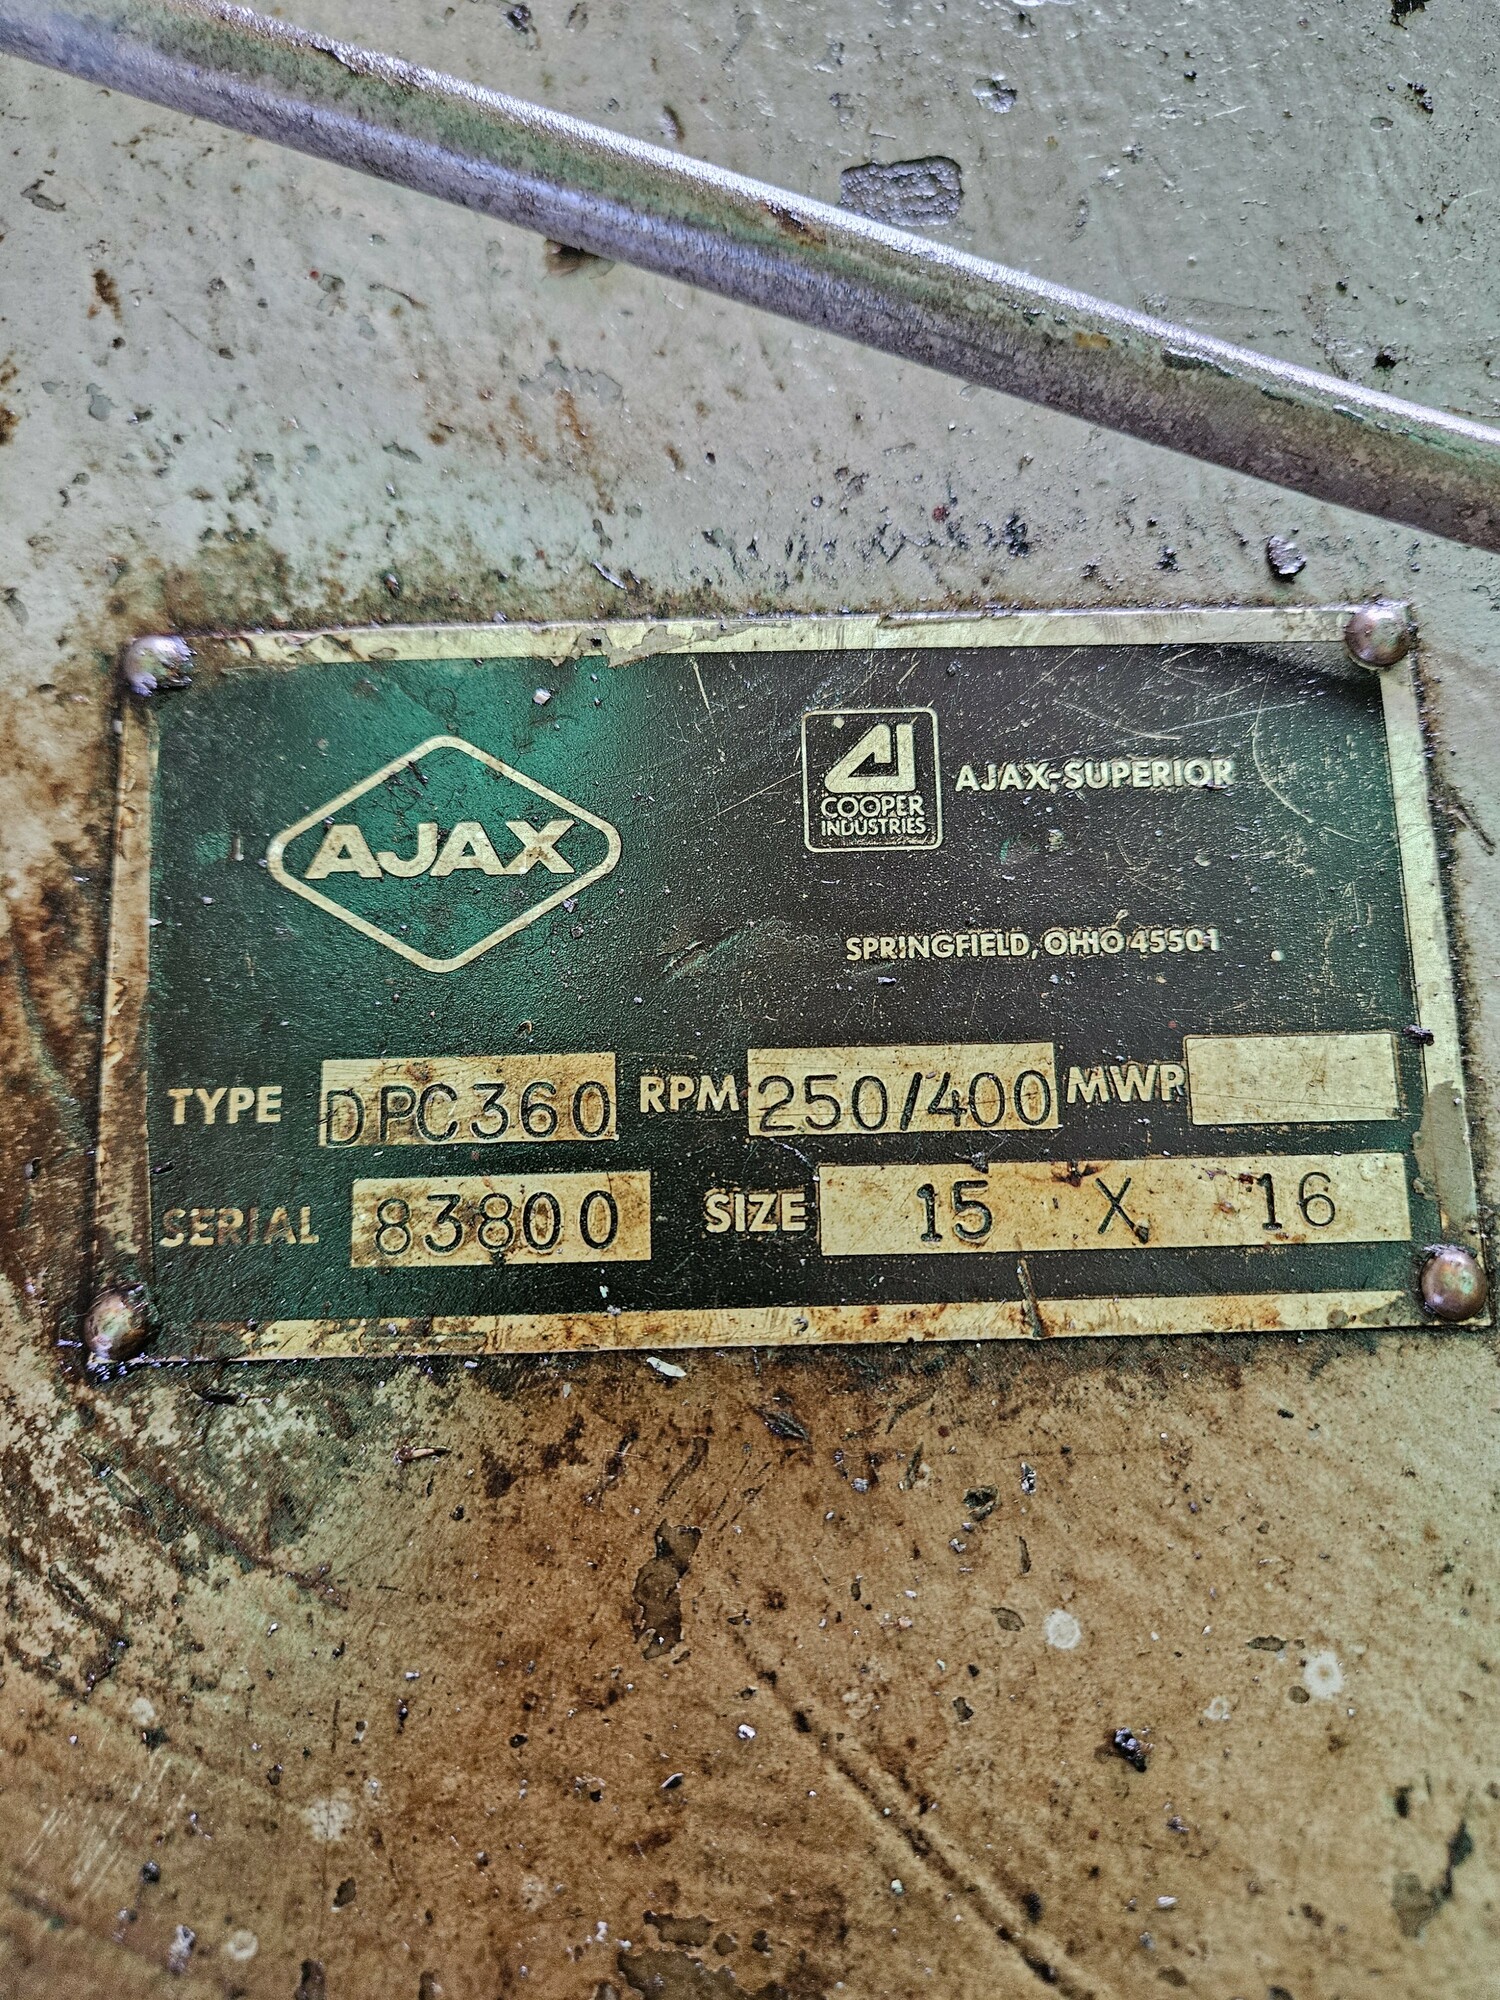 AJAX
AJ
COOPER
INDUSTRIES
AJAX-SUPERIOR
SPRINGFIELD, OHIO 45501
TYPE DPC360 RPM 250/400 MWP
SERIAL 83800 SIZE 15 X 16